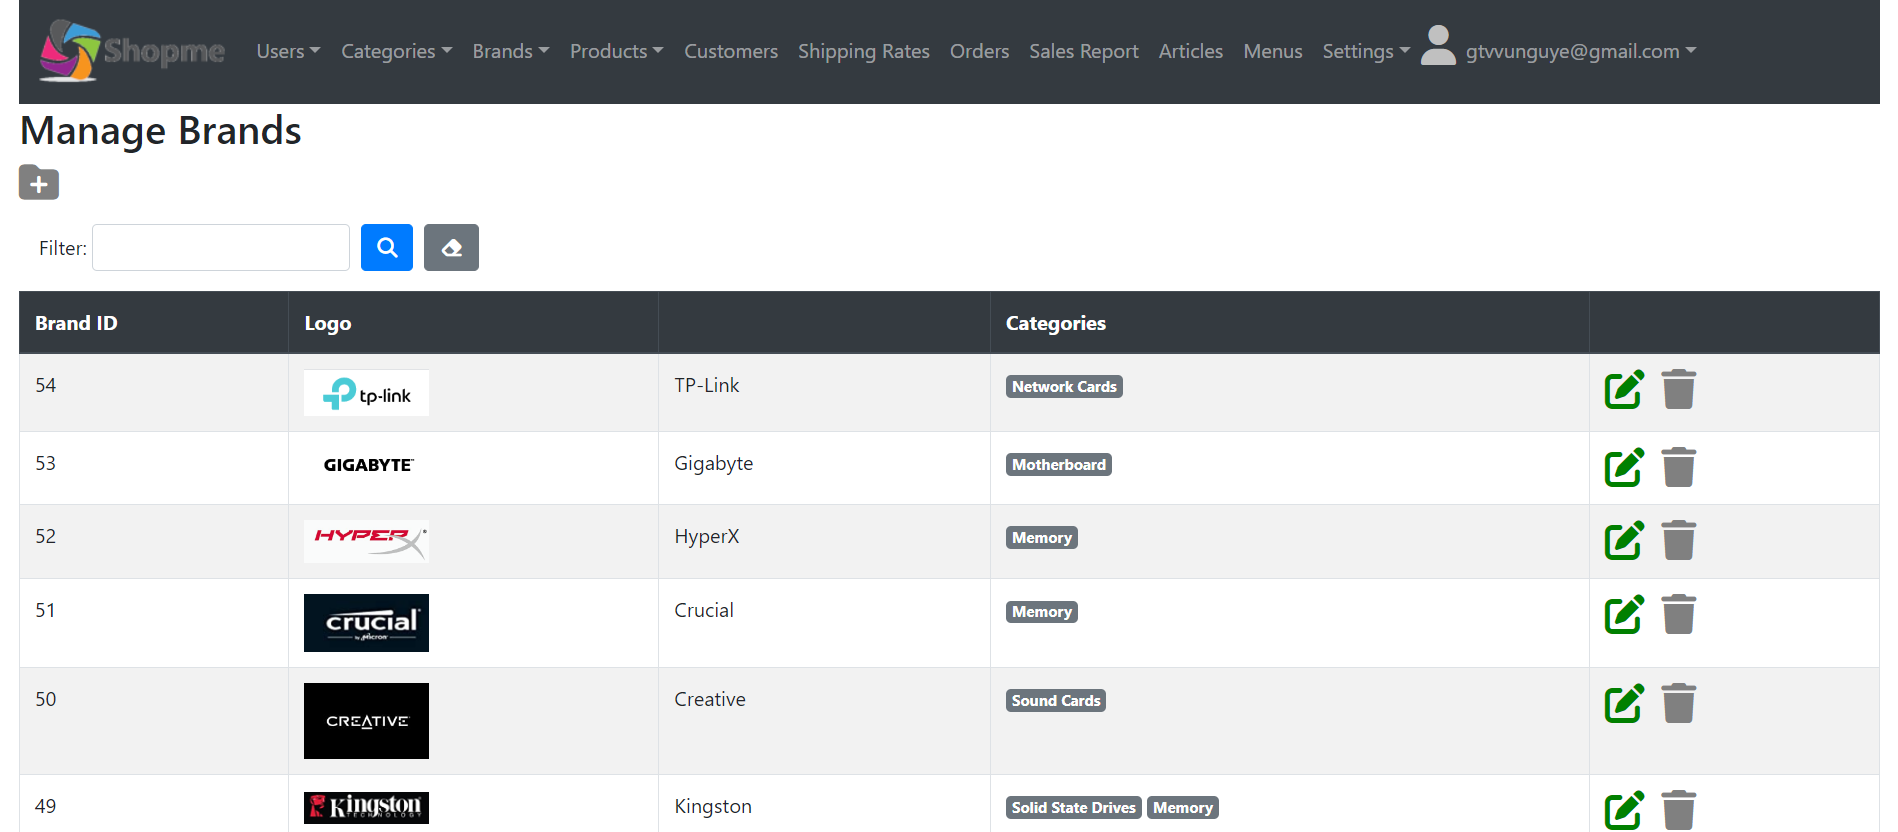 Shopme Users Categories Brands Products Customers Shipping Rates Orders Sales Report Articles Menus Settings gtvvunguye@gmail.com
Manage Brands
Filter:
Brand ID Logo Categories
54 tp-link TP-Link Network Cards
53 GIGABYTE™ Gigabyte Motherboard
52 HYPERX® HyperX Memory
51 crucial by Micron Crucial Memory
50 CREATIVE Creative Sound Cards
49 Kingston TECHNOLOGY Kingston Solid State Drives Memory